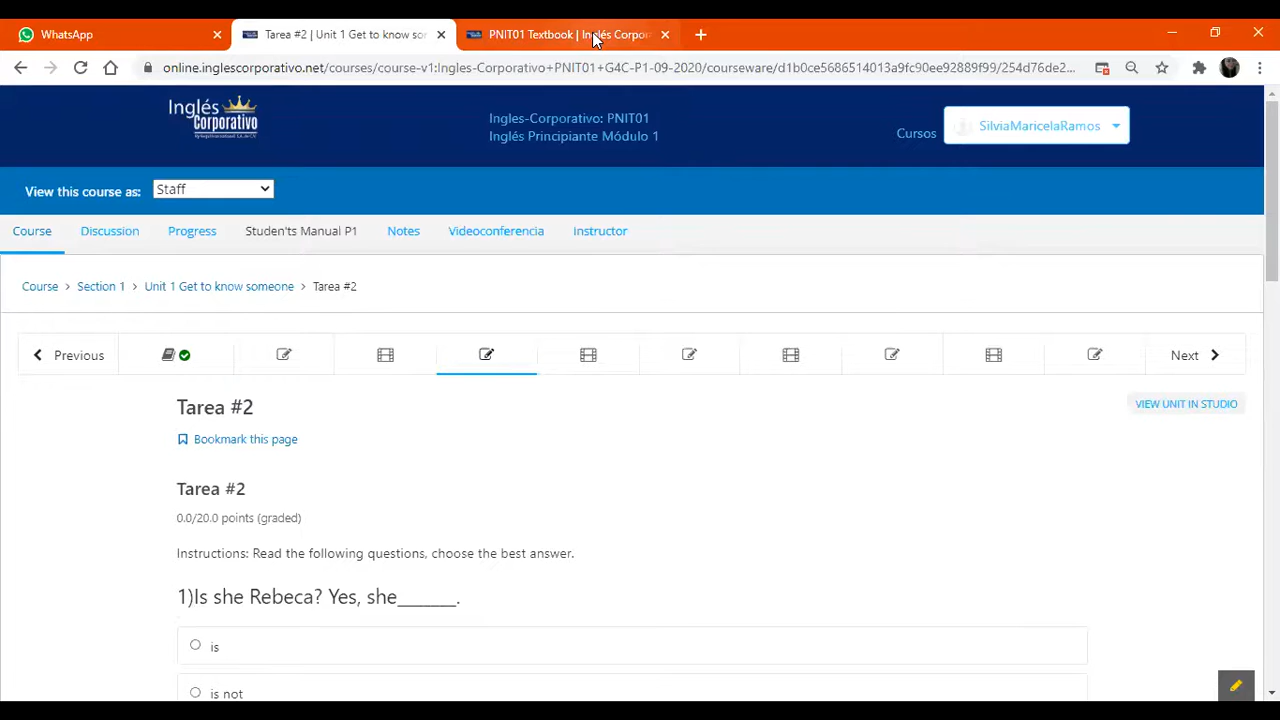 WhatsApp
Tarea #2 | Unit 1 Get to know som
PNIT01 Textbook | Inglés Corpor
online.inglescorporativo.net/courses/course-v1:Ingles-Corporativo+PNIT01+G4C-P1-09-2020/courseware/d1b0ce5686514013a9fc90ee92889f99/254d76de2...
Inglés
Corporativo
Ingles-Corporativo: PNIT01
Inglés Principiante Módulo 1
Cursos
SilviaMaricelaRamos
View this course as:
Staff
Course
Discussion
Progress
Studen'ts Manual P1
Notes
Videoconferencia
Instructor
Course > Section 1 > Unit 1 Get to know someone > Tarea #2
Previous
Next
Tarea #2
VIEW UNIT IN STUDIO
Bookmark this page
Tarea #2
0.0/20.0 points (graded)
Instructions: Read the following questions, choose the best answer.
1)Is she Rebeca? Yes, she_______.
is
is not